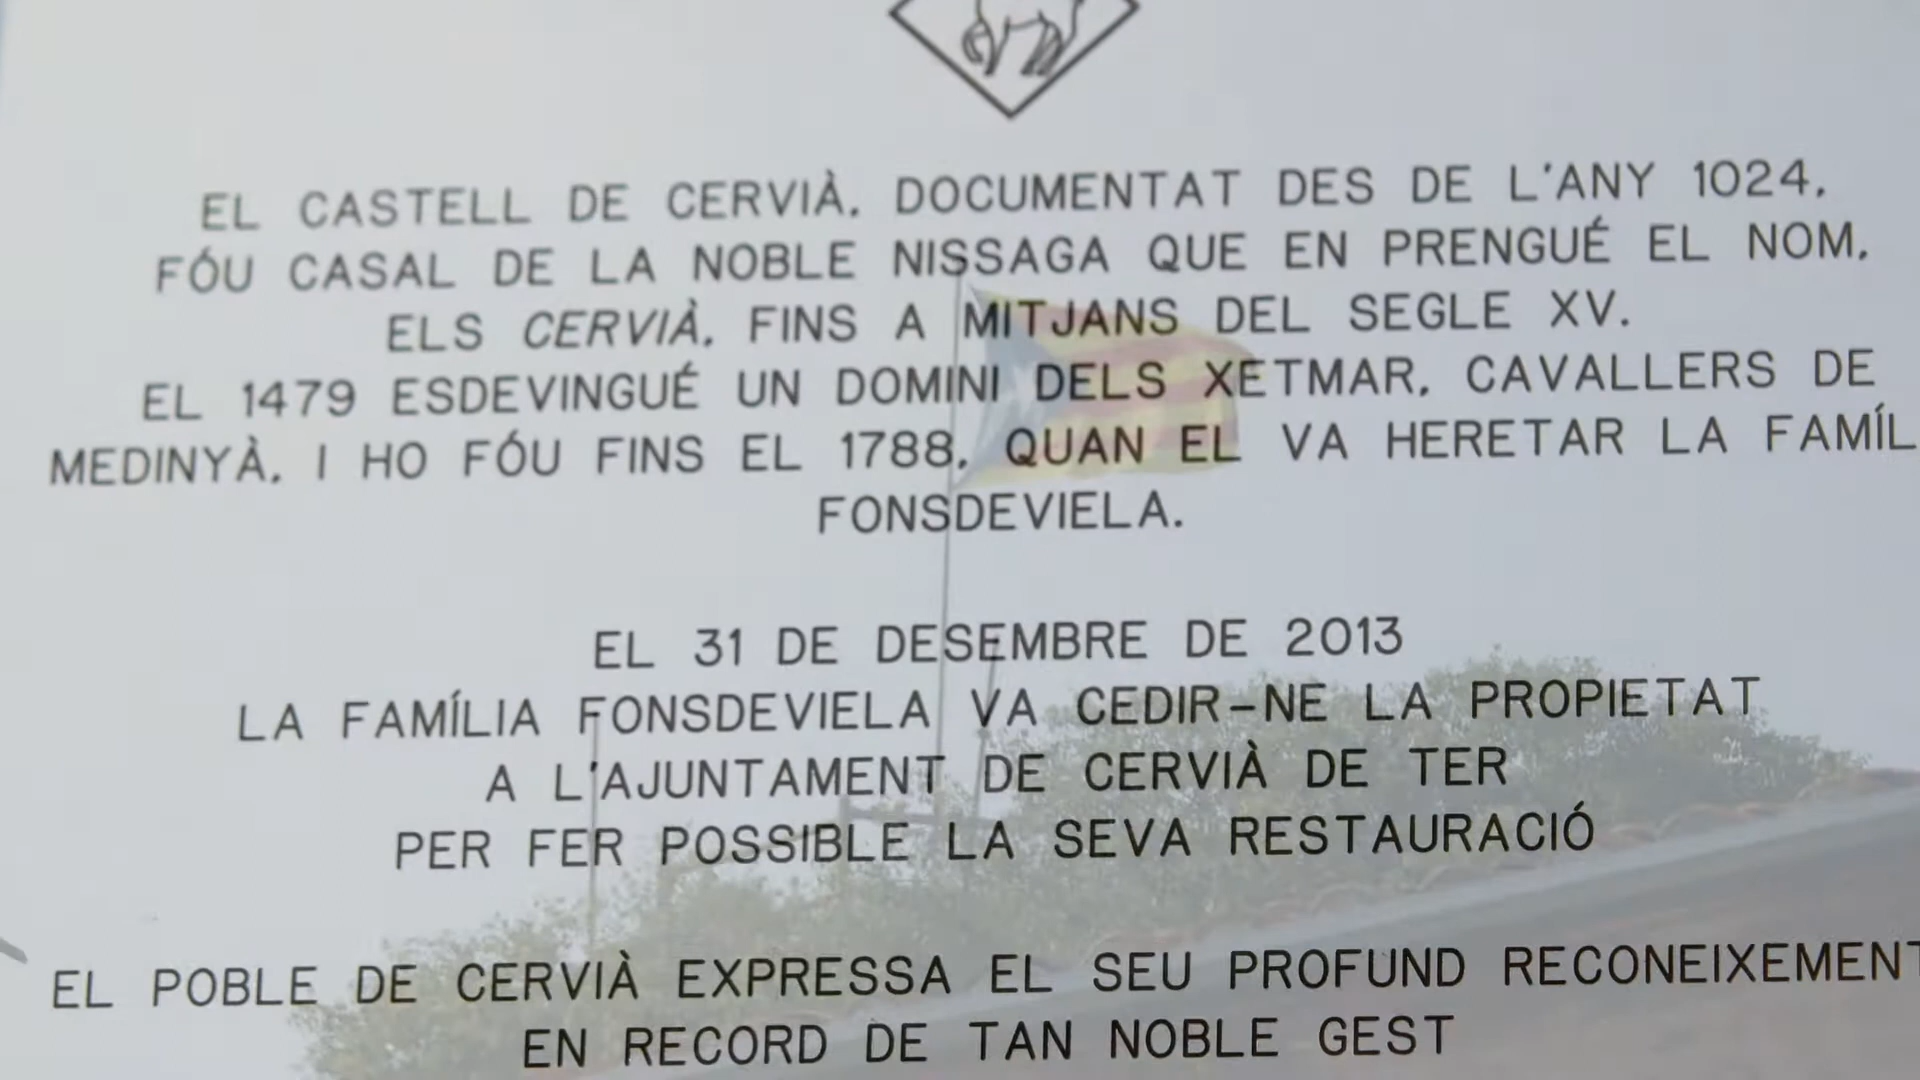 EL CASTELL DE CERVIÀ, DOCUMENTAT DES DE L'ANY 1024,
FÓU CASAL DE LA NOBLE NISSAGA QUE EN PRENGUÉ EL NOM,
ELS CERVIÀ, FINS A MITJANS DEL SEGLE XV.
EL 1479 ESDEVINGUÉ UN DOMINI DELS XETMAR, CAVALLERS DE
MEDINYÀ, I HO FÓU FINS EL 1788, QUAN EL VA HERETAR LA FAMÍL
FONSDEVIELA.
EL 31 DE DESEMBRE DE 2013
LA FAMÍLIA FONSDEVIELA VA CEDIR-NE LA PROPIETAT
A L'AJUNTAMENT DE CERVIÀ DE TER
PER FER POSSIBLE LA SEVA RESTAURACIÓ
EL POBLE DE CERVIÀ EXPRESSA EL SEU PROFUND RECONEIXEMENT
EN RECORD DE TAN NOBLE GEST